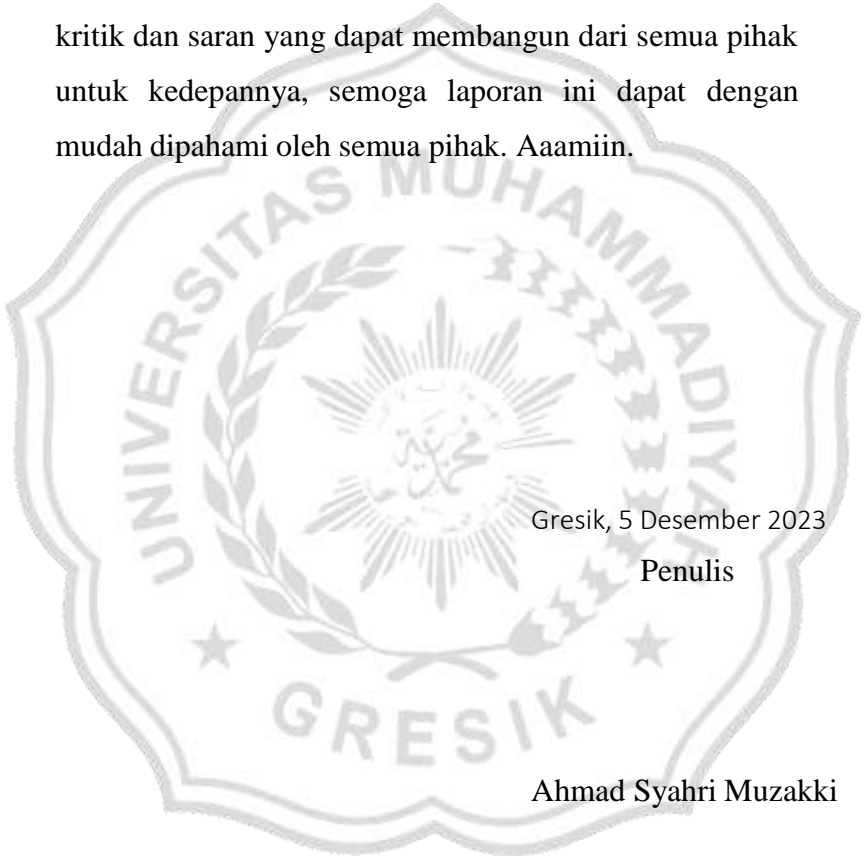 kritik dan saran yang dapat membangun dari semua pihak
untuk kedepannya, semoga laporan ini dapat dengan
mudah dipahami oleh semua pihak. Aaamiin.
UNIVERSITAS MUHAMMADIYAH
محمد
Gresik, 5 Desember 2023
Penulis
GRESIK
Ahmad Syahri Muzakki